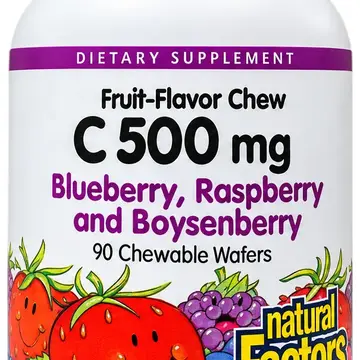 DIETARY SUPPLEMENT
Fruit-Flavor Chew
C 500 mg
Blueberry, Raspberry
and Boysenberry
90 Chewable Wafers
natural
Factors